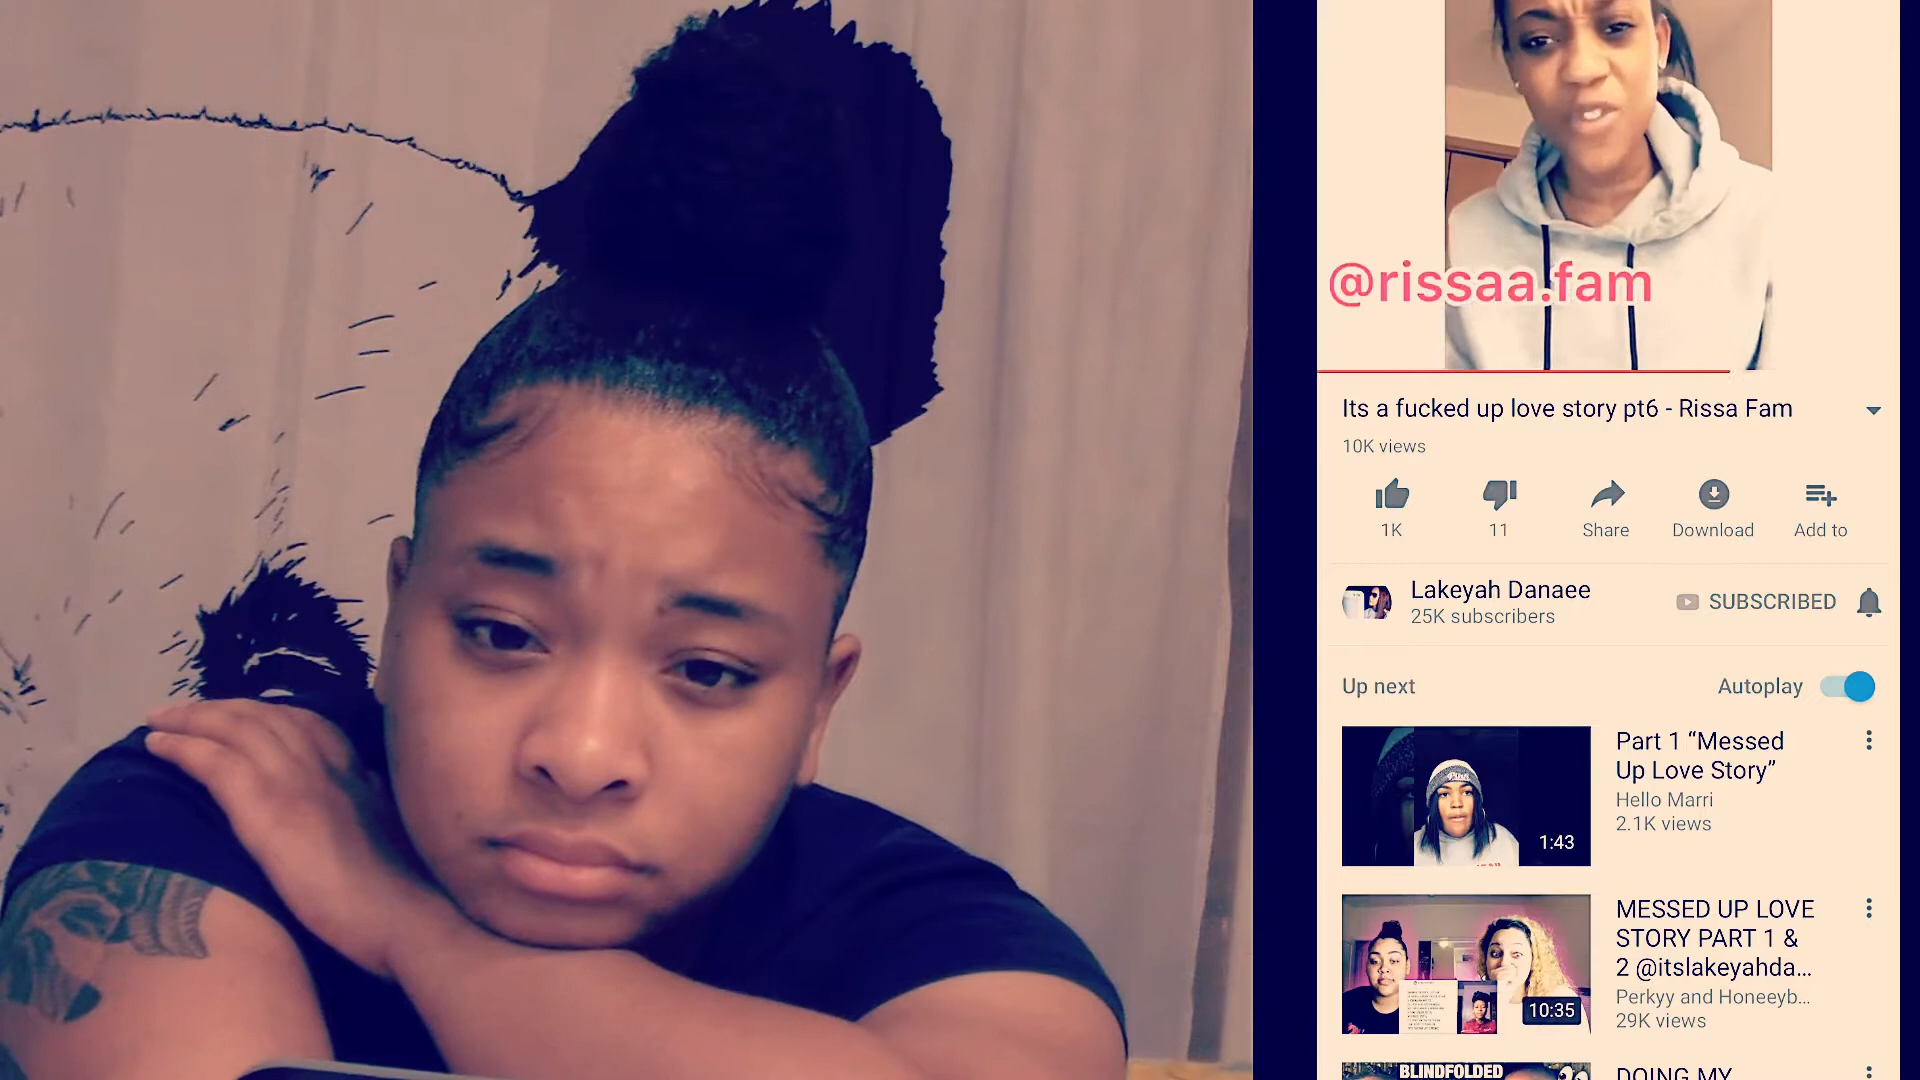 @rissaa.fam
Its a fucked up love story pt6 - Rissa Fam
10K views
1K
11
Share
Download
Add to
Lakeyah Danaee
25K subscribers
SUBSCRIBED
Up next
Autoplay
Part 1 “Messed
Up Love Story”
Hello Marri
2.1K views
1:43
MESSED UP LOVE
STORY PART 1 &
2 @itslakeyahda...
Perkyy and Honeeyb...
29K views
10:35
BLINDFOLDED
DOING MY